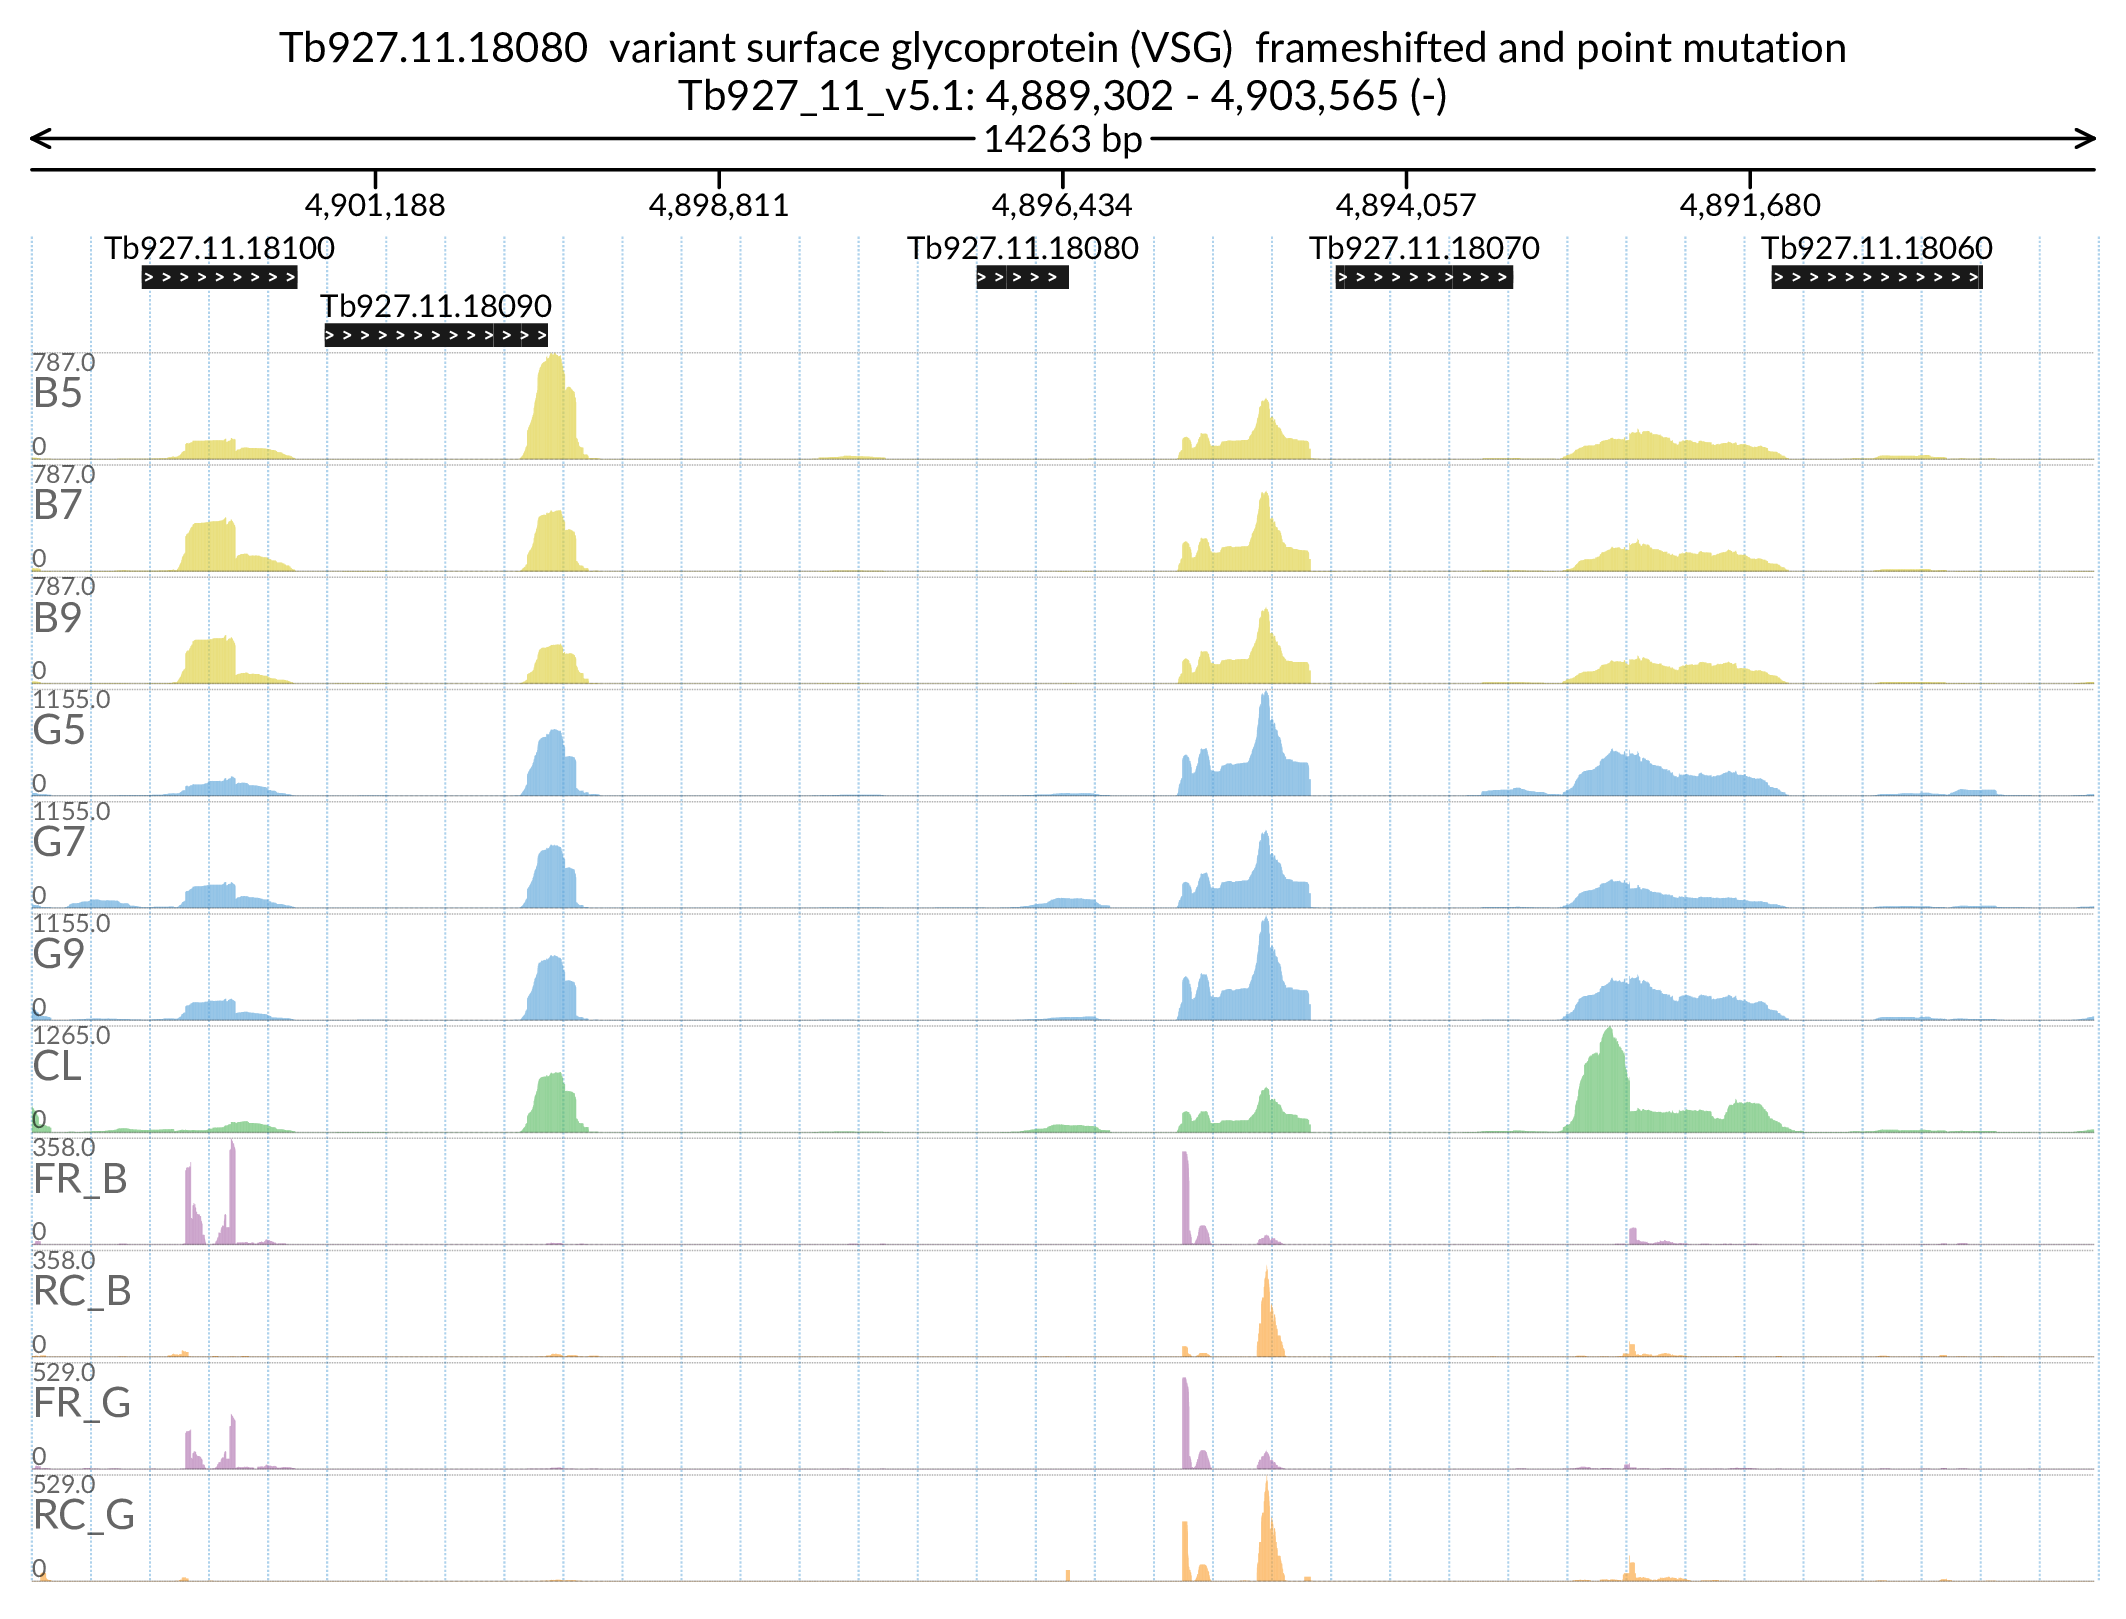 Tb927.11.18080  variant surface glycoprotein (VSG)  frameshifted and point mutation
Tb927_11_v5.1: 4,889,302 - 4,903,565 (-)
14263 bp
4,901,188 4,898,811 4,896,434 4,894,057 4,891,680
Tb927.11.18100 Tb927.11.18080 Tb927.11.18070 Tb927.11.18060
Tb927.11.18090
787.0
B5
0
787.0
B7
0
787.0
B9
0
1155.0
G5
0
1155.0
G7
0
1155.0
G9
0
1265.0
CL
0
358.0
FR_B
0
358.0
RC_B
0
529.0
FR_G
0
529.0
RC_G
0